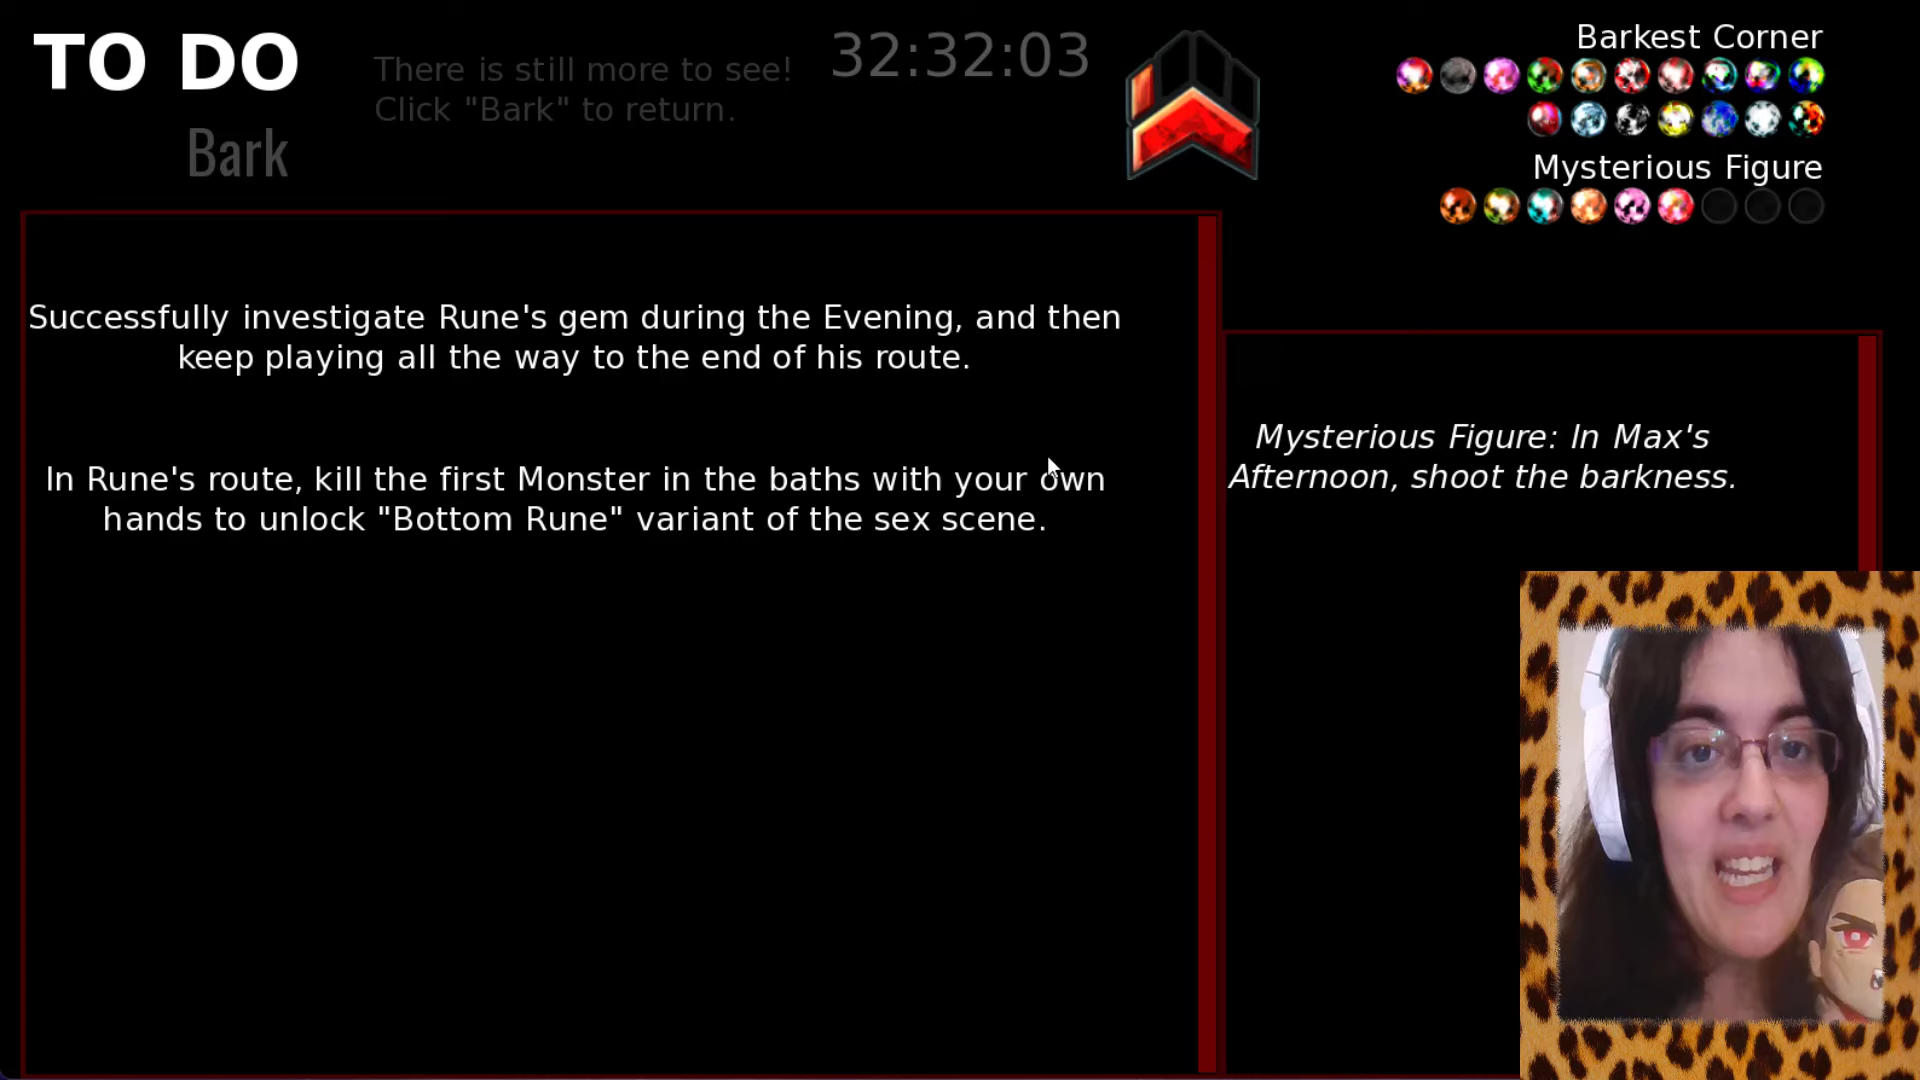 TO DO
There is still more to see!
Click "Bark" to return.
Bark
32:32:03
Barkest Corner
Mysterious Figure
Successfully investigate Rune's gem during the Evening, and then
keep playing all the way to the end of his route.
In Rune's route, kill the first Monster in the baths with your own
hands to unlock "Bottom Rune" variant of the sex scene.
Mysterious Figure: In Max's
Afternoon, shoot the barkness.